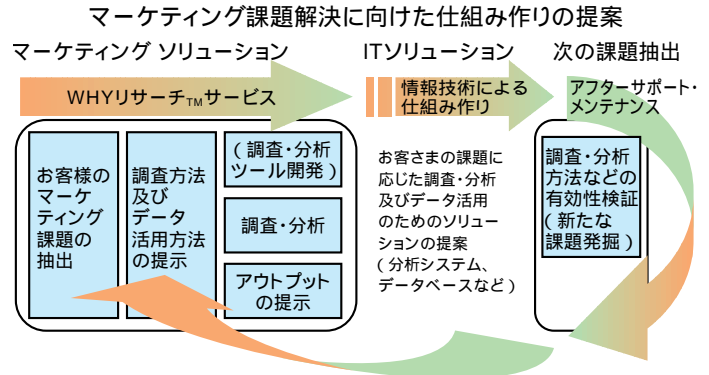 マーケティング課題解決に向けた仕組み作りの提案
マーケティング ソリューション
ITソリューション
次の課題抽出
WHYリサーチTMサービス
情報技術による
仕組み作り
アフターサポート・
メンテナンス
お客様の
マーケ
ティング
課題の
抽出
調査方法
及び
データ
活用方法
の提示
(調査・分析
ツール開発)
調査・分析
アウトプット
の提示
お客さまの課題に
応じた調査・分析
及びデータ活用
のためのソリュー
ションの提案
(分析システム、
データベースなど)
調査・分析
方法などの
有効性検証
(新たな
課題発掘)